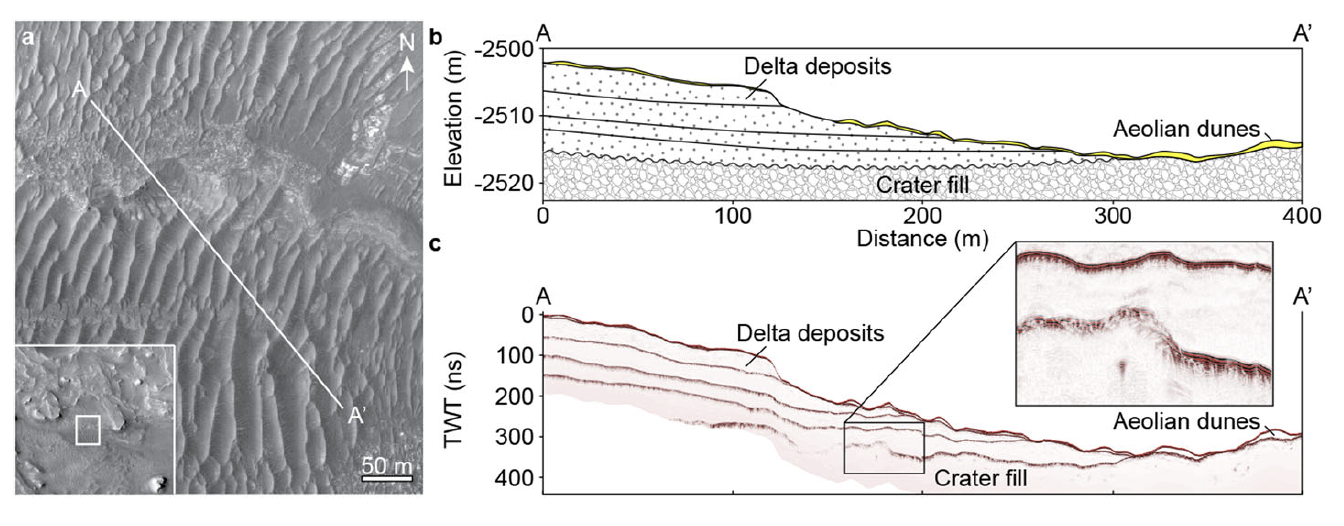 a
N
A
A'
50 m
b
A
A'
Elevation (m)
-2500
-2510
-2520
Delta deposits
Aeolian dunes
Crater fill
0
100
200
300
400
Distance (m)
c
A
A'
TWT (ns)
0
100
200
300
400
Delta deposits
Aeolian dunes
Crater fill